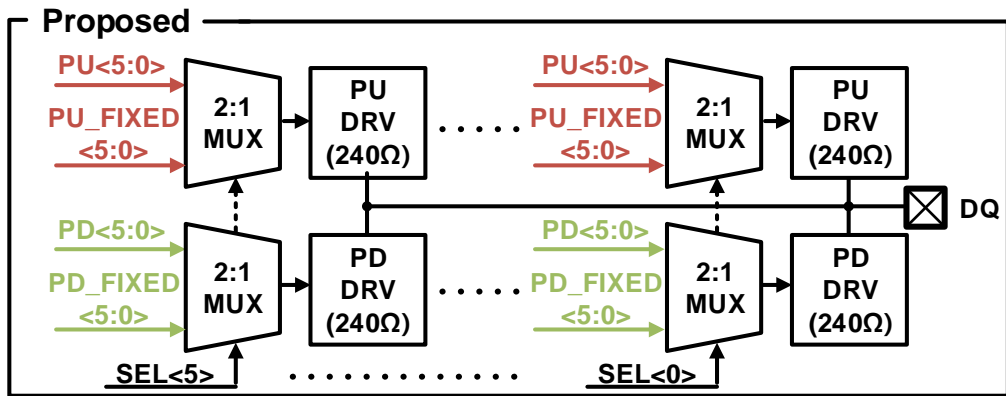 Proposed
PU<5:0>
PU_FIXED
<5:0>
2:1
MUX
PU
DRV
(240Ω)
PU<5:0>
PU_FIXED
<5:0>
2:1
MUX
PU
DRV
(240Ω)
DQ
PD<5:0>
PD_FIXED
<5:0>
2:1
MUX
PD
DRV
(240Ω)
PD<5:0>
PD_FIXED
<5:0>
2:1
MUX
PD
DRV
(240Ω)
SEL<5>
SEL<0>